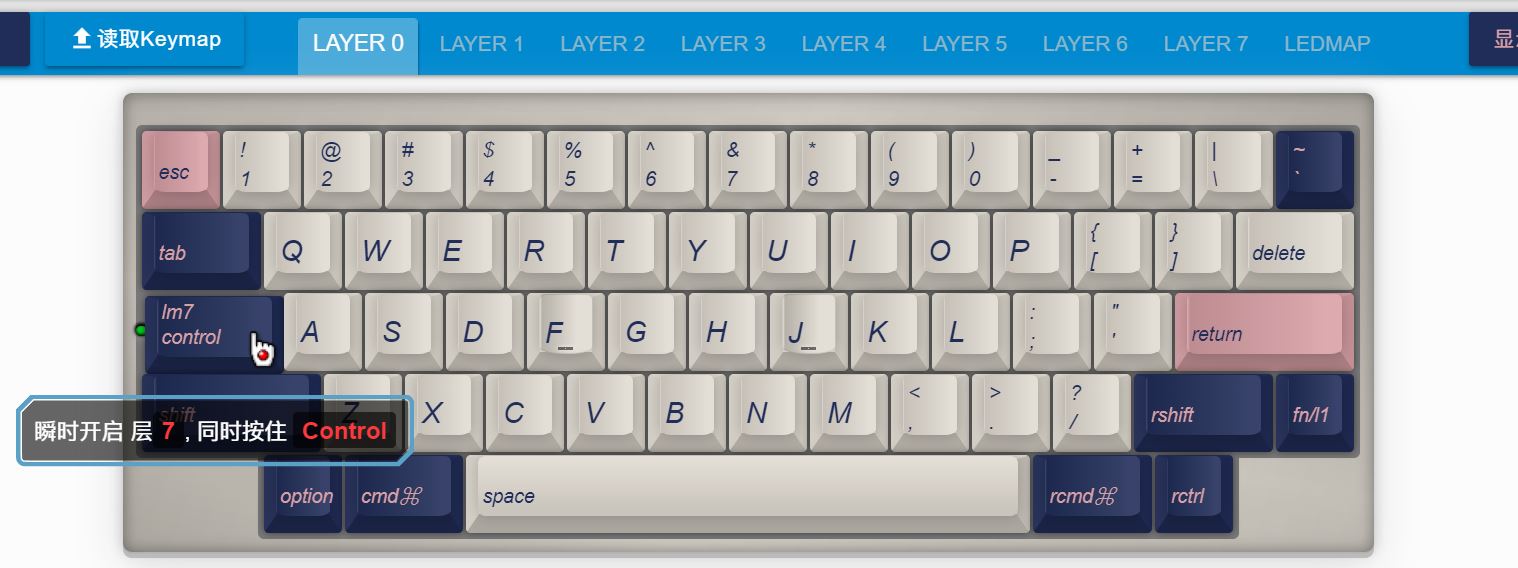 读取Keymap LAYER 0 LAYER 1 LAYER 2 LAYER 3 LAYER 4 LAYER 5 LAYER 6 LAYER 7 LEDMAP
! @ # $ % ^ & * ( ) _ + | ~
esc 1 2 3 4 5 6 7 8 9 0 - = \ `
{ }
tab Q W E R T Y U I O P [ ] delete
lm7 : "
control A S D F G H J K L ; ' return
< > ?
shift Z X C V B N M , . / rshift fn/l1
瞬时开启 层 7 , 同时按住 Control
option cmd⌘ space rcmd⌘ rctrl